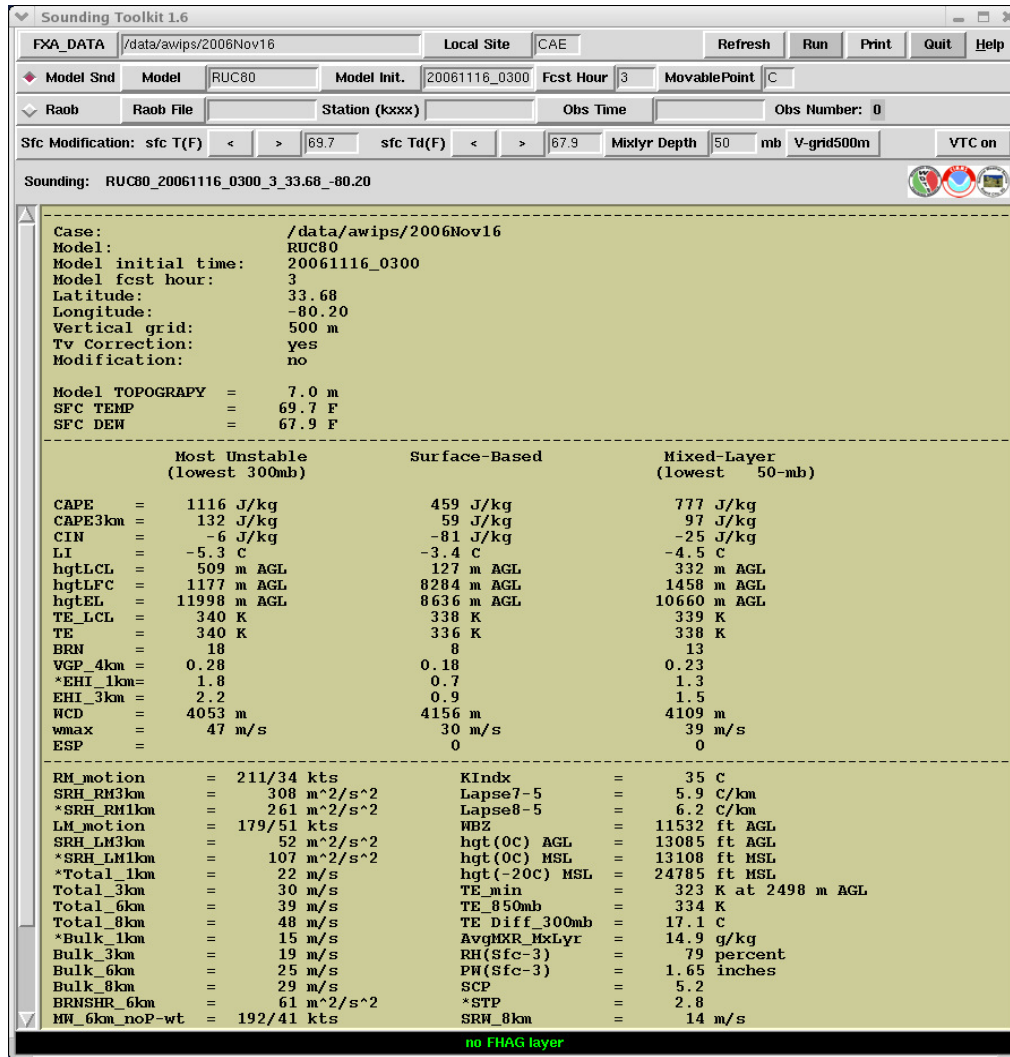 Sounding Toolkit 1.6
FXA_DATA /data/awips/2006Nov16 Local Site CAE Refresh Run Print Quit Help
Model Snd Model RUC80 Model Init. 20061116_0300 Fcst Hour 3 MovablePoint C
Raob Raob File Station (kxxx) Obs Time Obs Number: 0
Sfc Modification: sfc T(F) < > 69.7 sfc Td(F) < > 67.9 Mixlyr Depth 50 mb V-grid500m VTC on
Sounding: RUC80_20061116_0300_3_33.68_-80.20
Case: /data/awips/2006Nov16
Model: RUC80
Model initial time: 20061116_0300
Model fcst hour: 3
Latitude: 33.68
Longitude: -80.20
Vertical grid: 500 m
Tv Correction: yes
Modification: no
Model TOPOGRAPY = 7.0 m
SFC TEMP = 69.7 F
SFC DEW = 67.9 F
Most Unstable Surface-Based Mixed-Layer
(lowest 300mb) (lowest 50-mb)
CAPE = 1116 J/kg 459 J/kg 777 J/kg
CAPE3km = 132 J/kg 59 J/kg 97 J/kg
CIN = -6 J/kg -81 J/kg -25 J/kg
LI = -5.3 C -3.4 C -4.5 C
hgtLCL = 509 m AGL 127 m AGL 332 m AGL
hgtLFC = 1177 m AGL 8284 m AGL 1458 m AGL
hgtEL = 11998 m AGL 8636 m AGL 10660 m AGL
TE_LCL = 340 K 338 K 339 K
TE = 340 K 336 K 338 K
BRN = 18 8 13
VGP_4km = 0.28 0.18 0.23
*EHI_1km= 1.8 0.7 1.3
EHI_3km = 2.2 0.9 1.5
WCD = 4053 m 4156 m 4109 m
wmax = 47 m/s 30 m/s 39 m/s
ESP = 0 0
RM_motion = 211/34 kts KIndx = 35 C
SRH_RM3km = 308 m^2/s^2 Lapse7-5 = 5.9 C/km
*SRH_RM1km = 261 m^2/s^2 Lapse8-5 = 6.2 C/km
LM_motion = 179/51 kts WBZ = 11532 ft AGL
SRH_LM3km = 52 m^2/s^2 hgt(0C) AGL = 13085 ft AGL
*SRH_LM1km = 107 m^2/s^2 hgt(0C) MSL = 13108 ft MSL
*Total_1km = 22 m/s hgt(-20C) MSL = 24785 ft MSL
Total_3km = 30 m/s TE_min = 323 K at 2498 m AGL
Total_6km = 39 m/s TE_850mb = 334 K
Total_8km = 48 m/s TE Diff_300mb = 17.1 C
*Bulk_1km = 15 m/s AvgMXR_MxLyr = 14.9 g/kg
Bulk_3km = 19 m/s RH(Sfc-3) = 79 percent
Bulk_6km = 25 m/s PW(Sfc-3) = 1.65 inches
Bulk_8km = 29 m/s SCP = 5.2
BRNSHR_6km = 61 m^2/s^2 *STP = 2.8
MW_6km_noP-wt = 192/41 kts SRW_8km = 14 m/s
no FHAG layer